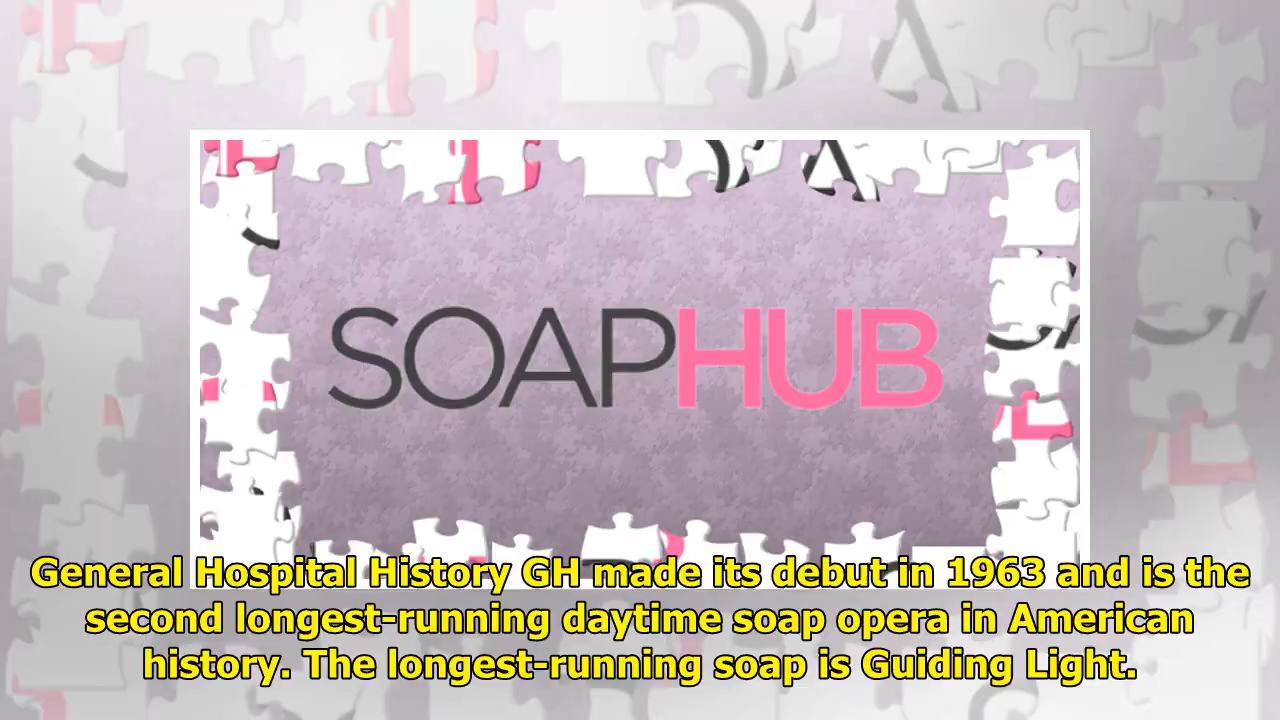 SOAPHUB
General Hospital History GH made its debut in 1963 and is the
second longest-running daytime soap opera in American
history. The longest-running soap is Guiding Light.